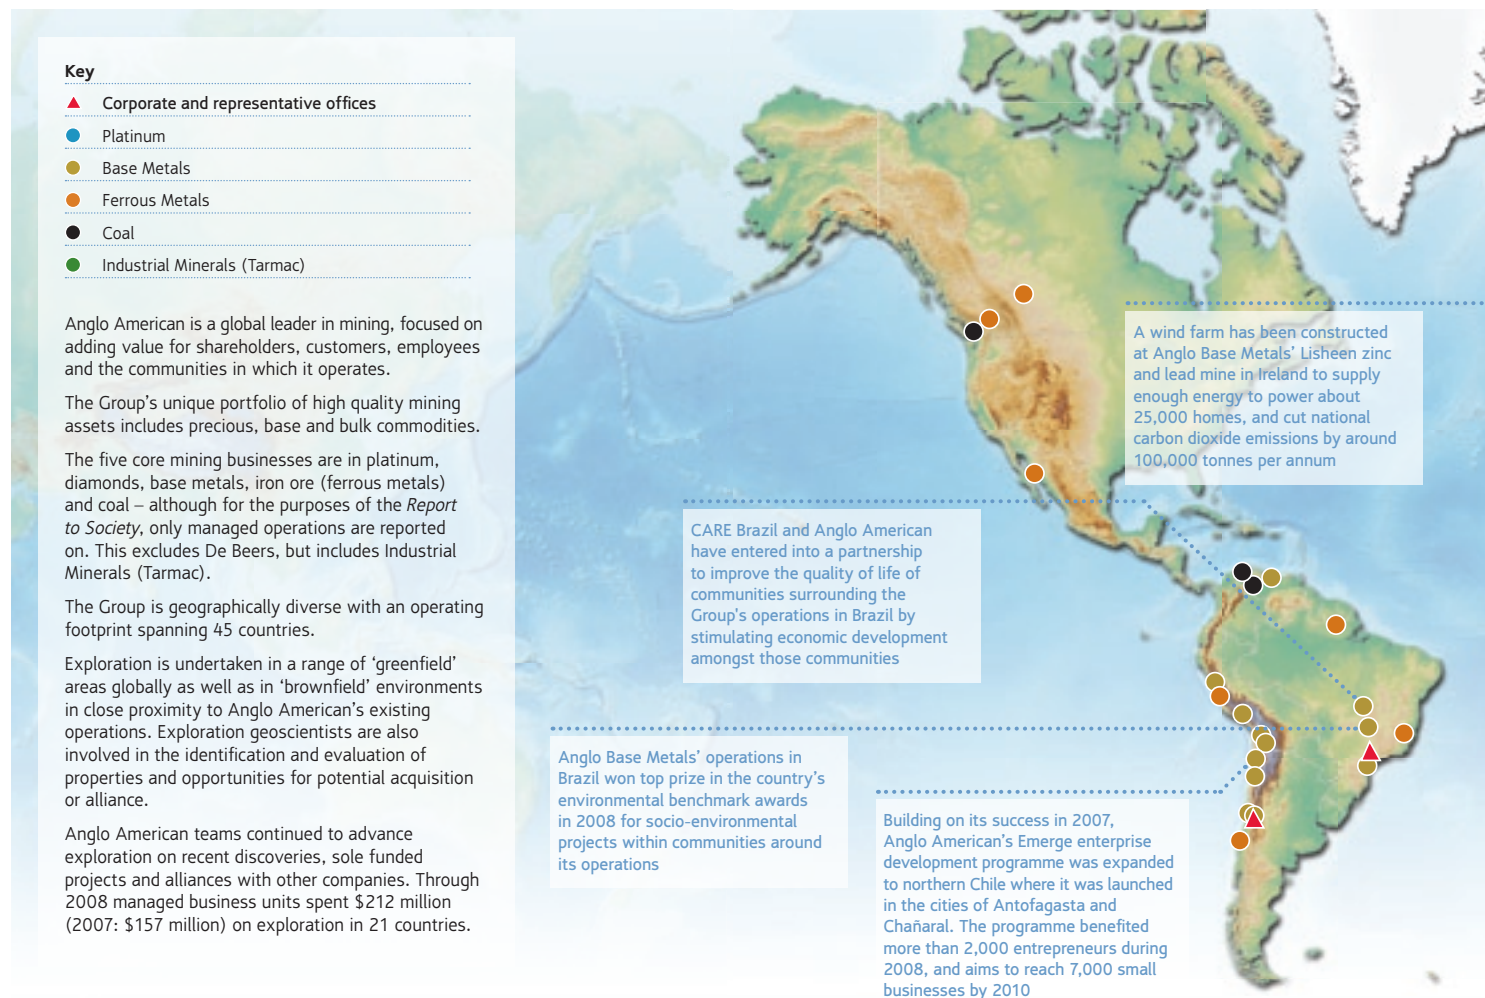 Key
Corporate and representative offices
Platinum
Base Metals
Ferrous Metals
Coal
Industrial Minerals (Tarmac)
Anglo American is a global leader in mining, focused on
adding value for shareholders, customers, employees
and the communities in which it operates.
The Group’s unique portfolio of high quality mining
assets includes precious, base and bulk commodities.
The five core mining businesses are in platinum,
diamonds, base metals, iron ore (ferrous metals)
and coal – although for the purposes of the Report
to Society, only managed operations are reported
on. This excludes De Beers, but includes Industrial
Minerals (Tarmac).
The Group is geographically diverse with an operating
footprint spanning 45 countries.
Exploration is undertaken in a range of ‘greenfield’
areas globally as well as in ‘brownfield’ environments
in close proximity to Anglo American’s existing
operations. Exploration geoscientists are also
involved in the identification and evaluation of
properties and opportunities for potential acquisition
or alliance.
Anglo American teams continued to advance
exploration on recent discoveries, sole funded
projects and alliances with other companies. Through
2008 managed business units spent $212 million
(2007: $157 million) on exploration in 21 countries.
A wind farm has been constructed
at Anglo Base Metals’ Lisheen zinc
and lead mine in Ireland to supply
enough energy to power about
25,000 homes, and cut national
carbon dioxide emissions by around
100,000 tonnes per annum
CARE Brazil and Anglo American
have entered into a partnership
to improve the quality of life of
communities surrounding the
Group’s operations in Brazil by
stimulating economic development
amongst those communities
Anglo Base Metals’ operations in
Brazil won top prize in the country’s
environmental benchmark awards
in 2008 for socio-environmental
projects within communities around
its operations
Building on its success in 2007,
Anglo American’s Emerge enterprise
development programme was expanded
to northern Chile where it was launched
in the cities of Antofagasta and
Chañaral. The programme benefited
more than 2,000 entrepreneurs during
2008, and aims to reach 7,000 small
businesses by 2010